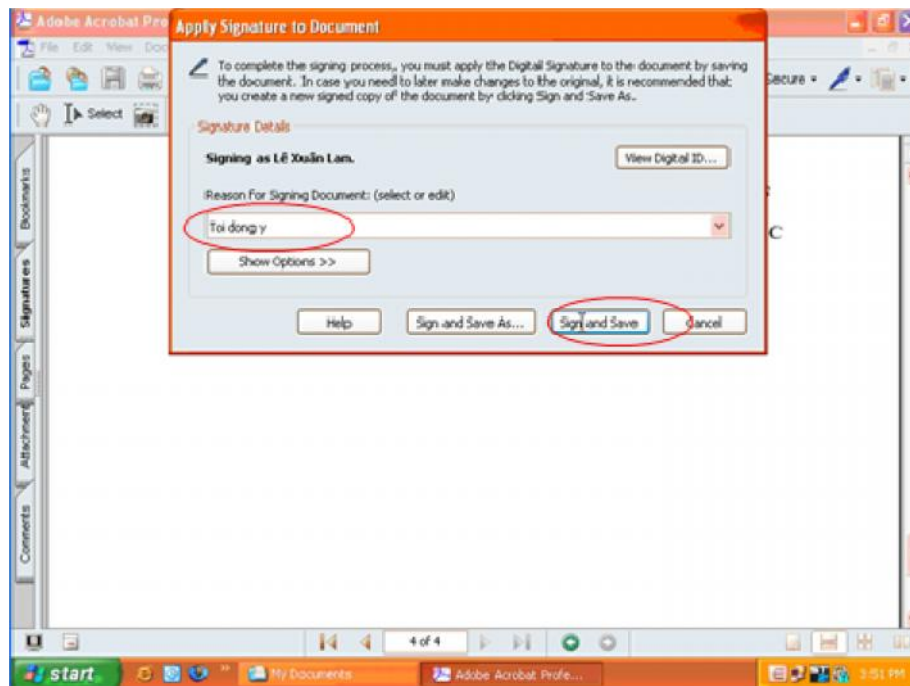 Adobe Acrobat Pro
Apply Signature to Document
File Edit View Doc
To complete the signing process, you must apply the Digital Signature to the document by saving
the document. In case you need to later make changes to the original, it is recommended that
you create a new signed copy of the document by clicking Sign and Save As.
Secure
Select
Signature Details
Signing as Lê Xuân Lam.
View Digital ID...
Reason For Signing Document: (select or edit)
Toi dong y
C
Show Options >>
Help
Sign and Save As...
Sign and Save
Cancel
Bookmarks
Signatures
Pages
Attachment
Comments
4 of 4
start
My Documents
Adobe Acrobat Profe...
3:51 PM